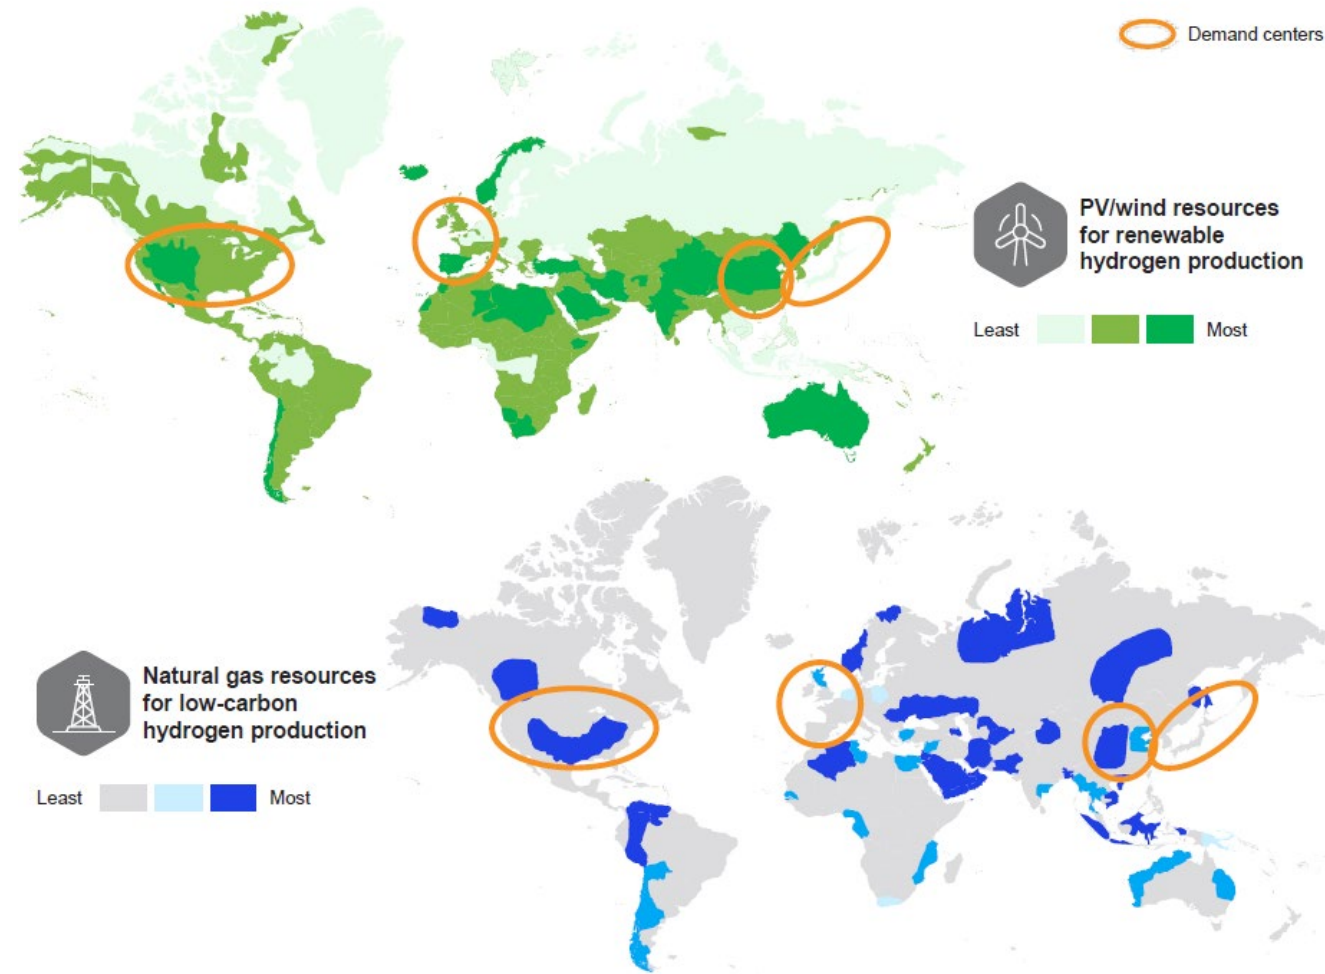 Demand centers
PV/wind resources
for renewable
hydrogen production
Least
Most
Natural gas resources
for low-carbon
hydrogen production
Least
Most